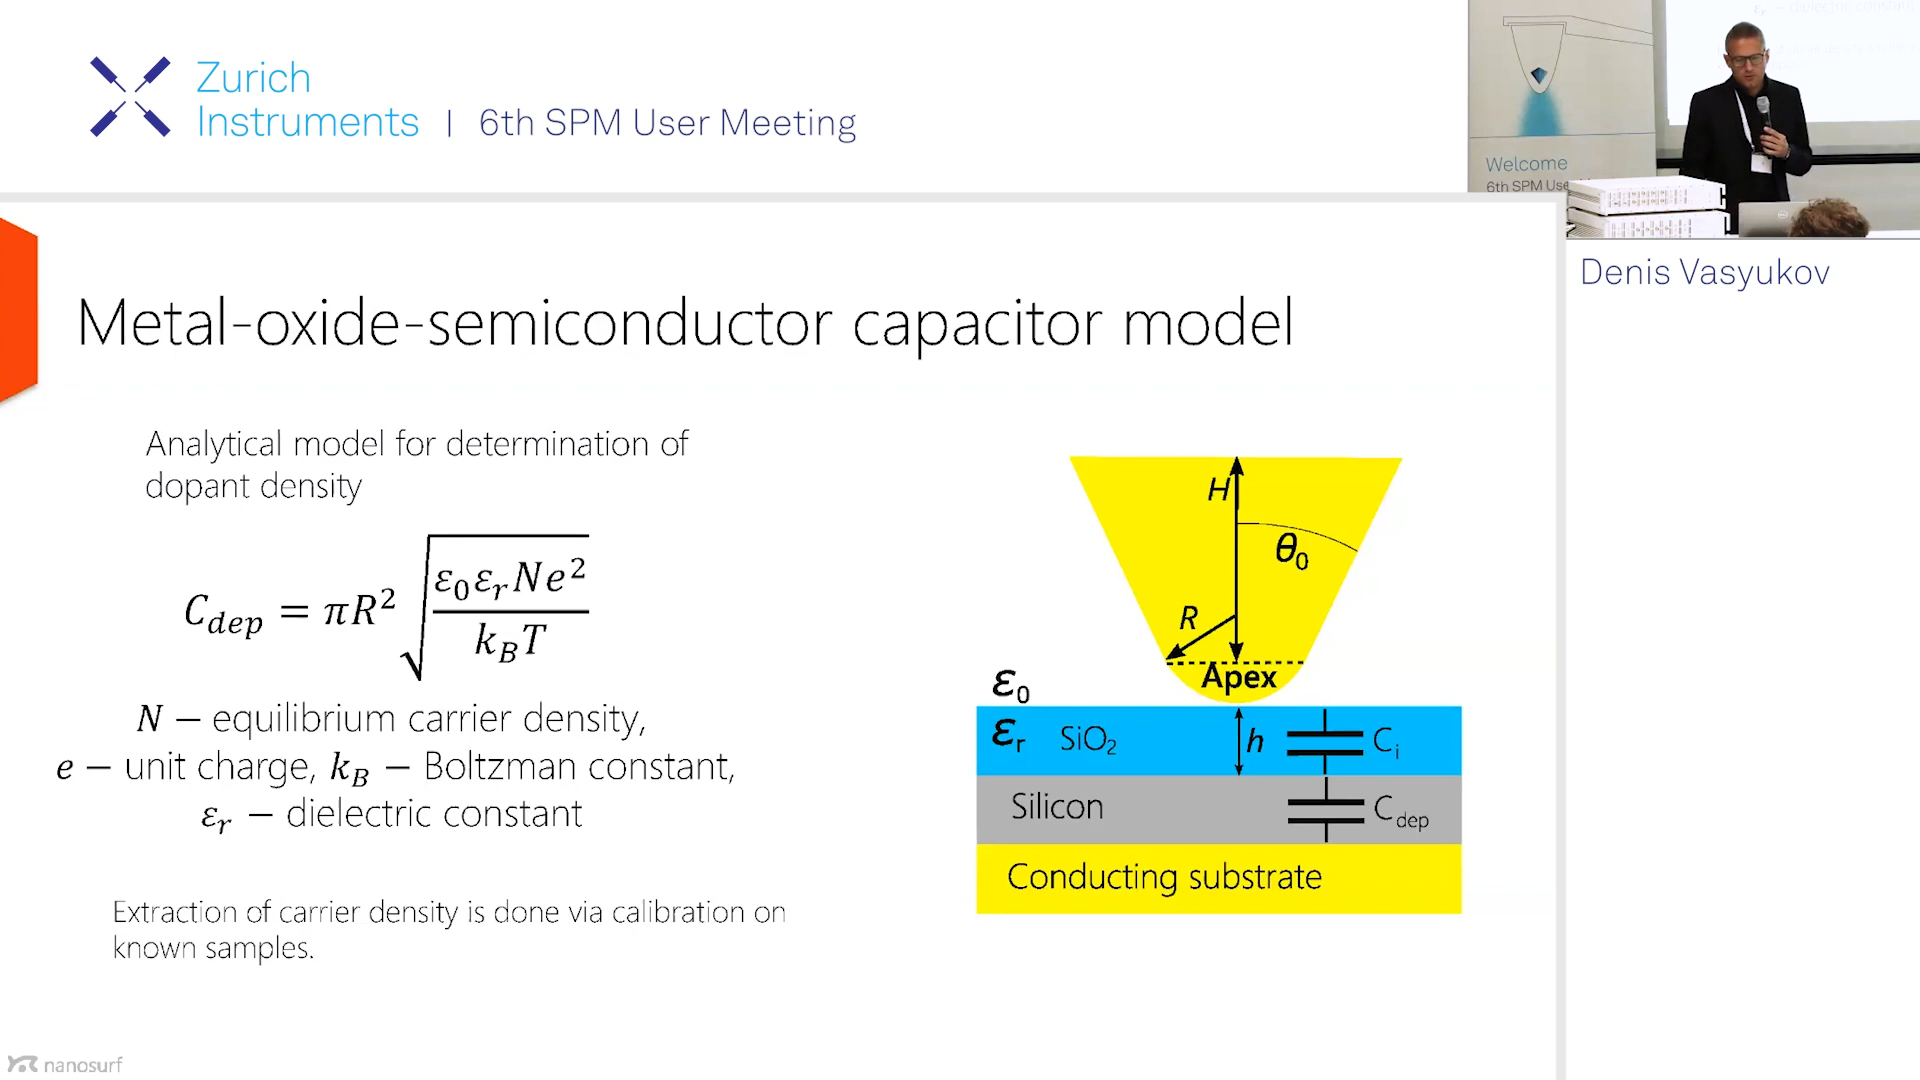 Zurich
Instruments | 6th SPM User Meeting
Welcome
6th SPM Use
Denis Vasyukov
Metal-oxide-semiconductor capacitor model
Analytical model for determination of
dopant density
C_dep = πR² √(ε₀ε_rNe² / k_BT)
N – equilibrium carrier density,
e – unit charge, k_B – Boltzman constant,
ε_r – dielectric constant
Extraction of carrier density is done via calibration on
known samples.
H
θ₀
R
Apex
ε₀
ε_r SiO₂ h C_i
Silicon C_dep
Conducting substrate
nanosurf